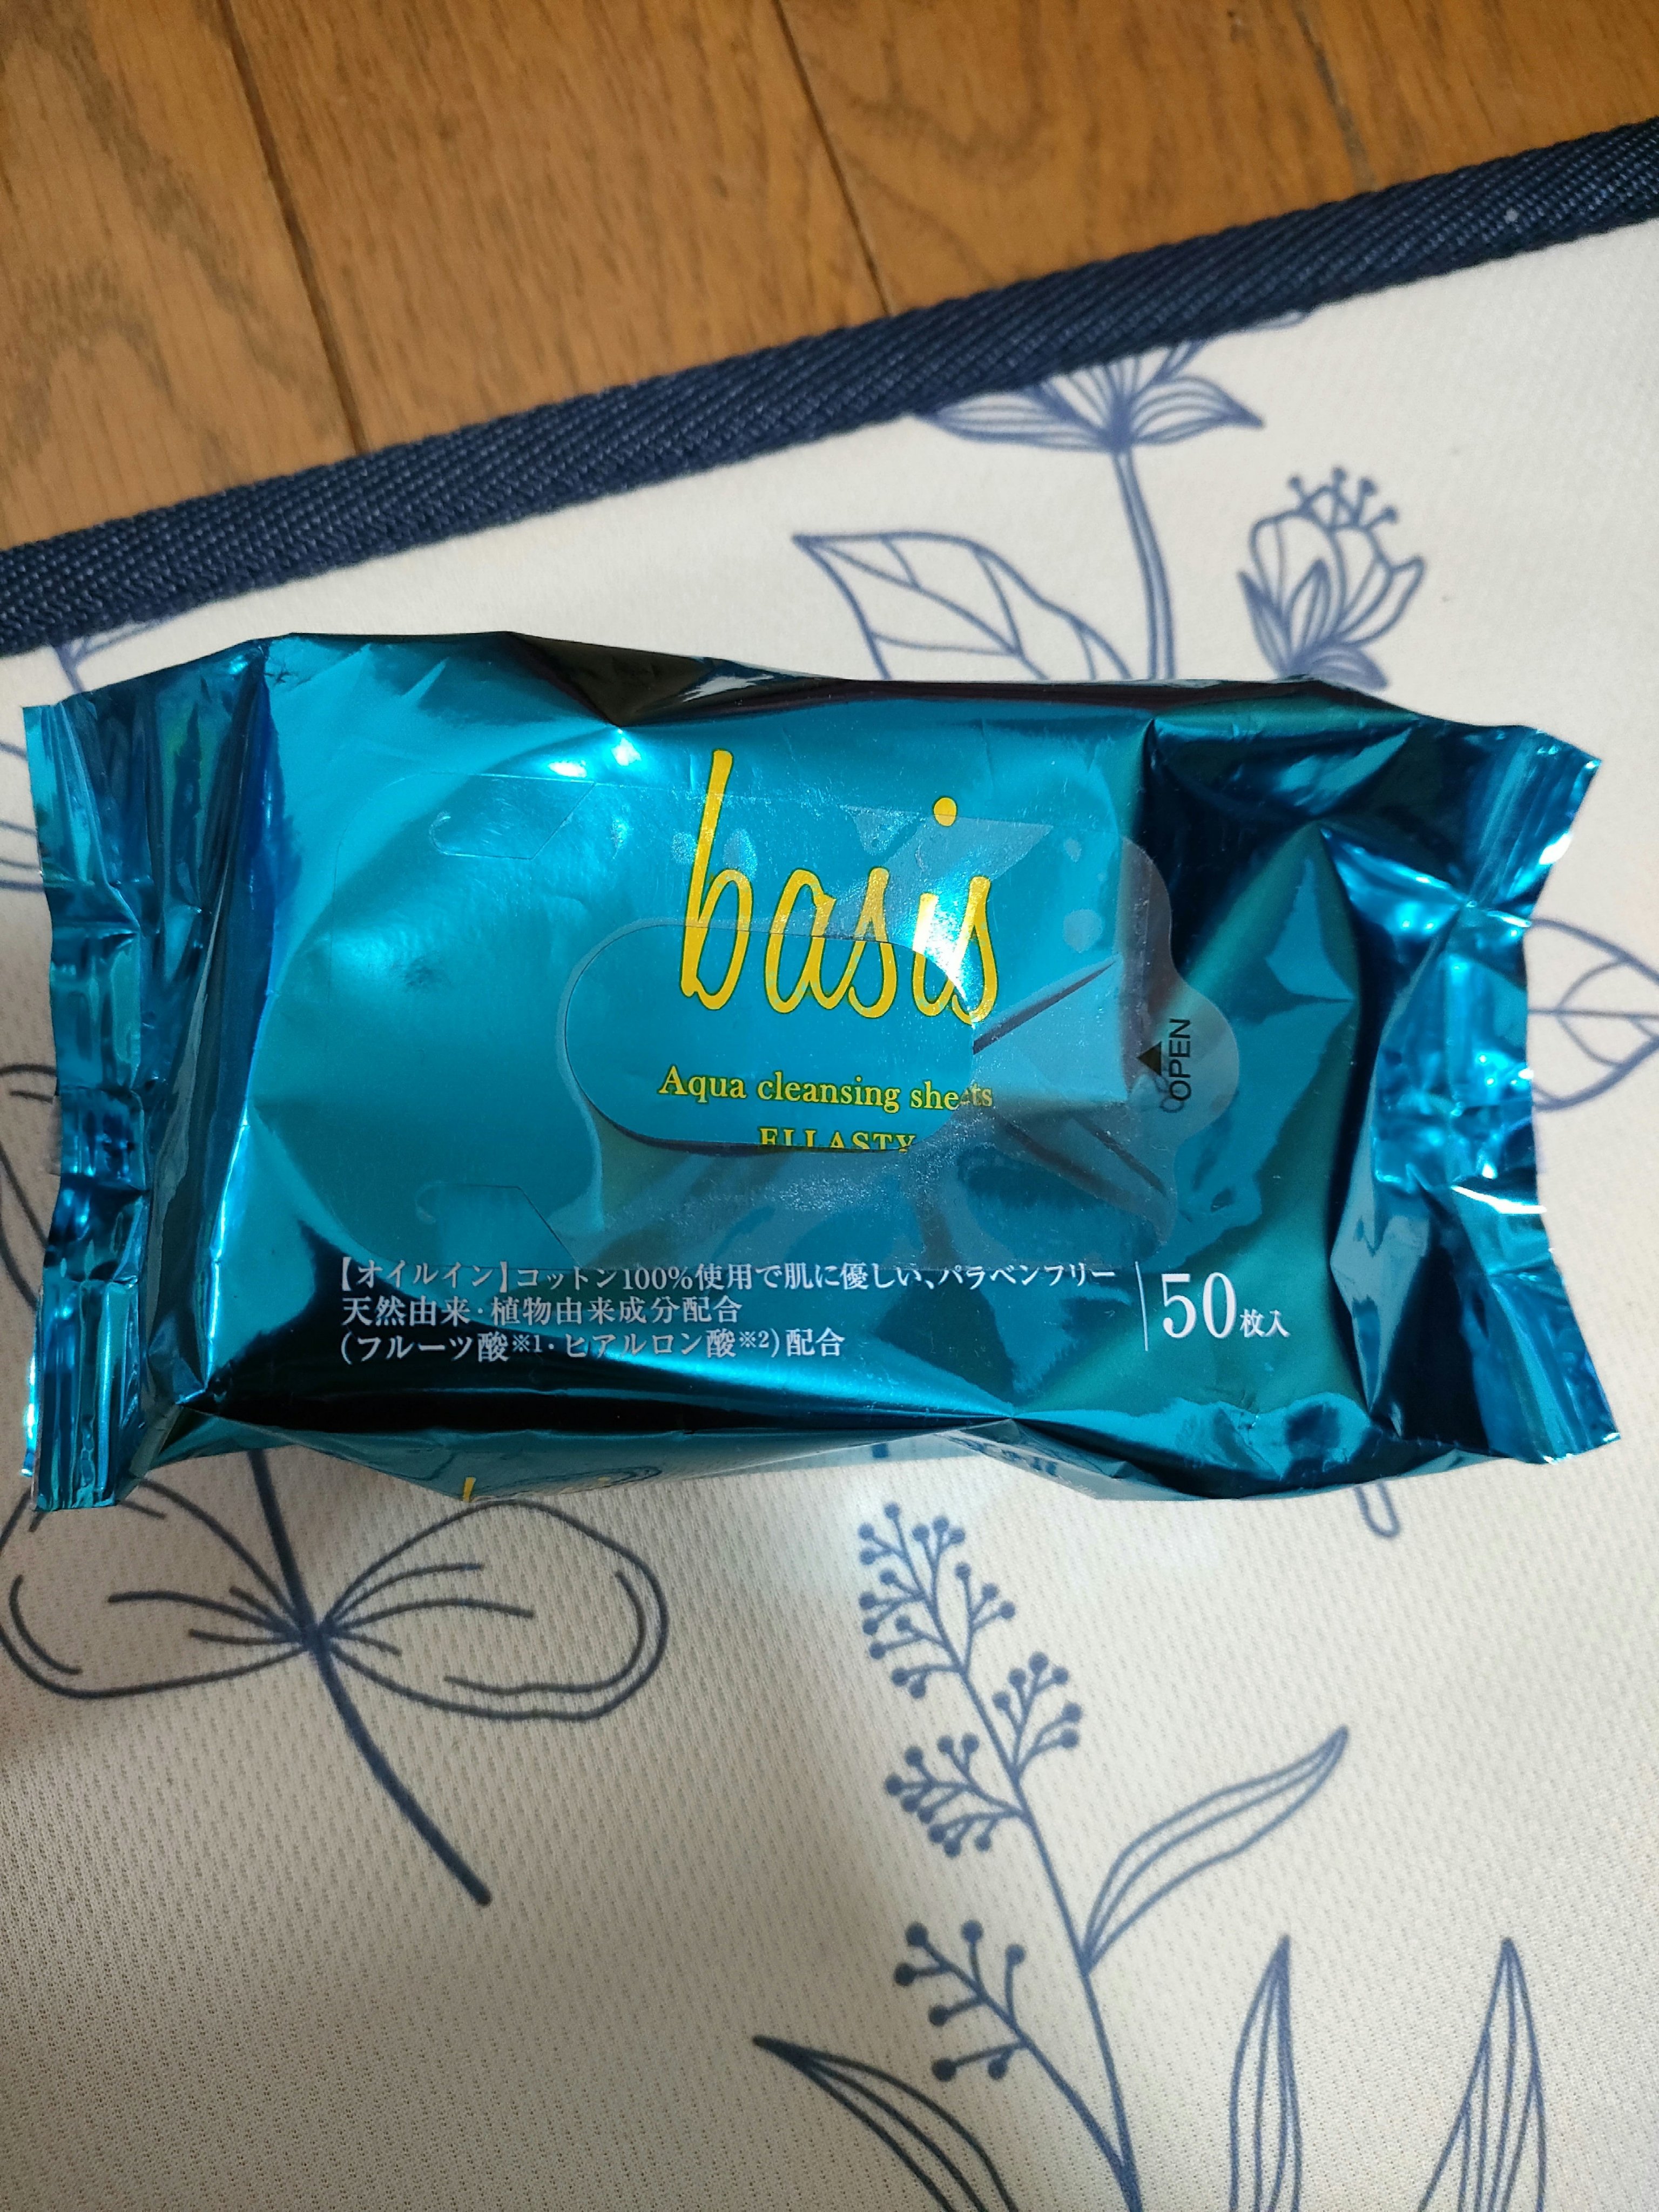 basis
Aqua cleansing sheets
ELLASTY
OPEN
【オイルイン】コットン100%使用で肌に優しい、パラベンフリー
天然由来・植物由来成分配合
(フルーツ酸※1・ヒアルロン酸※2)配合
50枚入